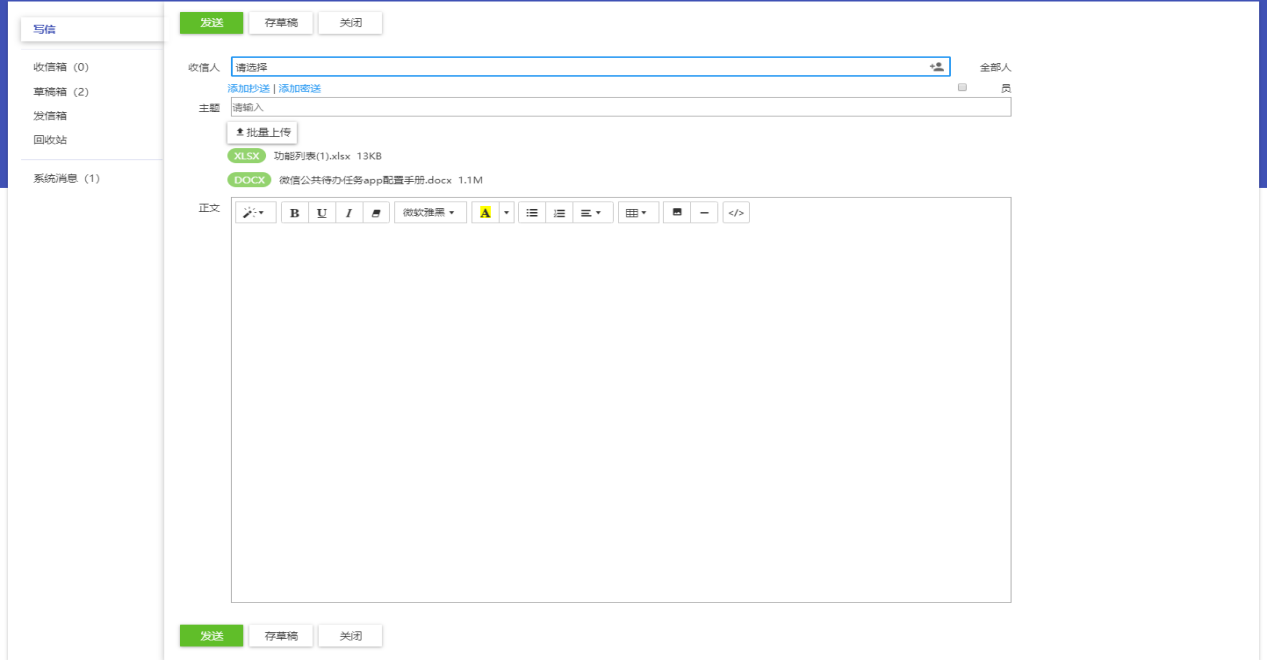 写信
收信箱 (0)
草稿箱 (2)
发信箱
回收站
系统消息 (1)
发送 存草稿 关闭
收信人 请选择 全部人员
添加抄送 | 添加密送
主题 请输入
批量上传
XLSX 功能列表(1).xlsx 13KB
DOCX 微信公共待办任务app配置手册.docx 1.1M
正文 B U I 微软雅黑 A </>
发送 存草稿 关闭